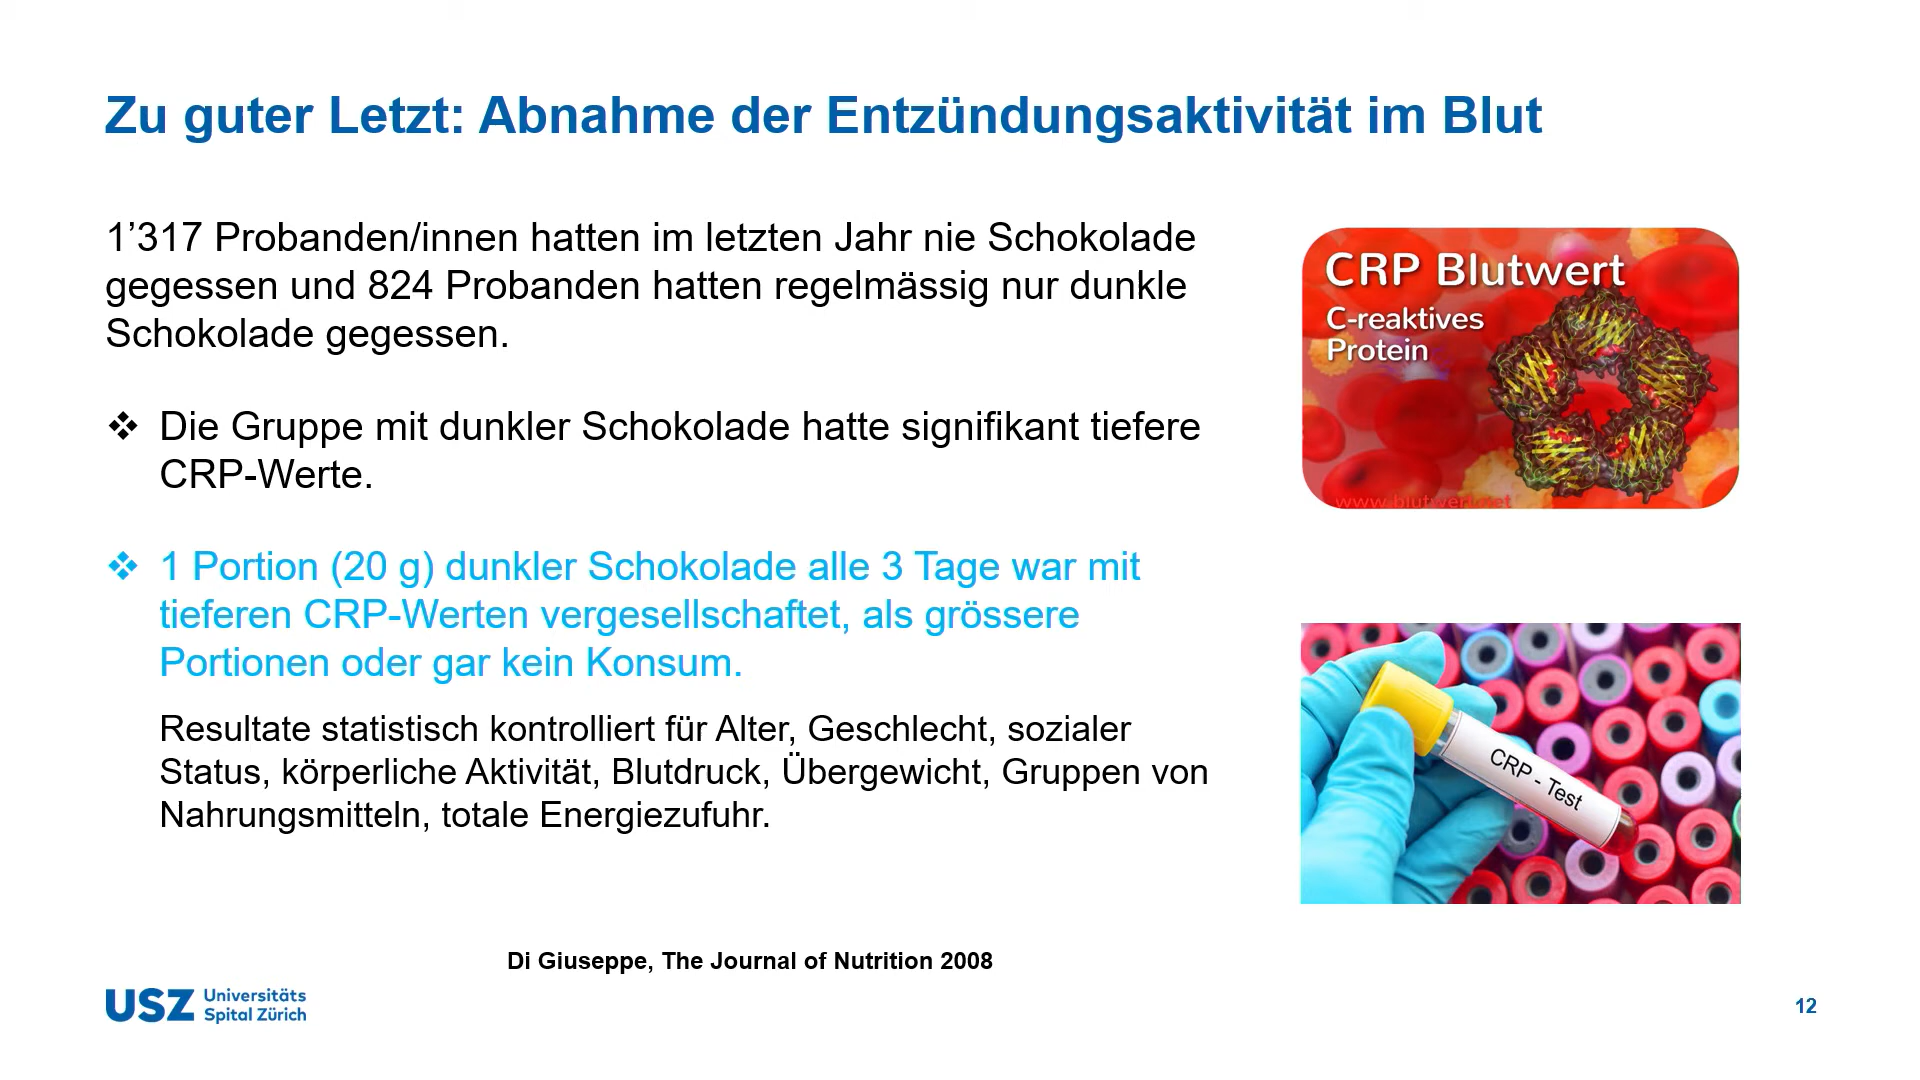 Zu guter Letzt: Abnahme der Entzündungsaktivität im Blut
1’317 Probanden/innen hatten im letzten Jahr nie Schokolade
gegessen und 824 Probanden hatten regelmässig nur dunkle
Schokolade gegessen.
❖ Die Gruppe mit dunkler Schokolade hatte signifikant tiefere
CRP-Werte.
❖ 1 Portion (20 g) dunkler Schokolade alle 3 Tage war mit
tieferen CRP-Werten vergesellschaftet, als grössere
Portionen oder gar kein Konsum.
Resultate statistisch kontrolliert für Alter, Geschlecht, sozialer
Status, körperliche Aktivität, Blutdruck, Übergewicht, Gruppen von
Nahrungsmitteln, totale Energiezufuhr.
CRP Blutwert
C-reaktives
Protein
www.blutwert.net
CRP - Test
Di Giuseppe, The Journal of Nutrition 2008
USZ Universitäts
Spital Zürich
12